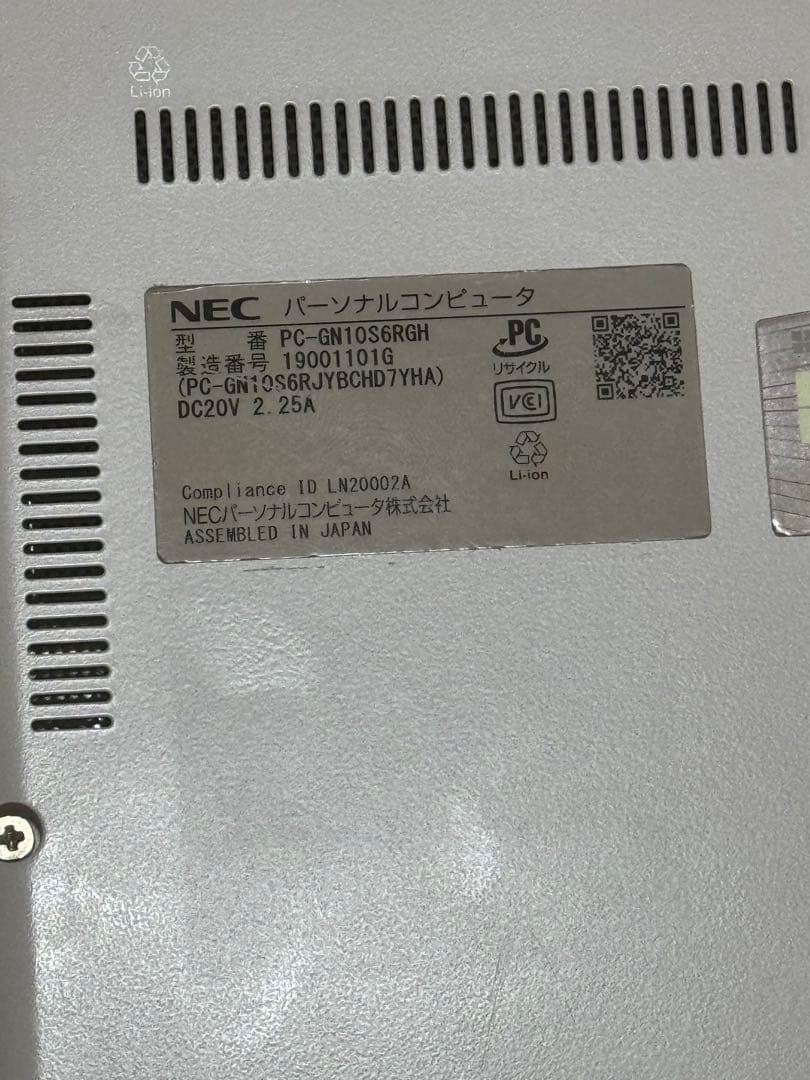 Li-ion
NEC パーソナルコンピュータ
型 番 PC-GN10S6RGH
製造番号 19001101G
(PC-GN10S6RJYBCHD7YHA)
DC20V 2.25A
PC
リサイクル
VCI
Li-ion
Compliance ID LN20002A
NECパーソナルコンピュータ株式会社
ASSEMBLED IN JAPAN